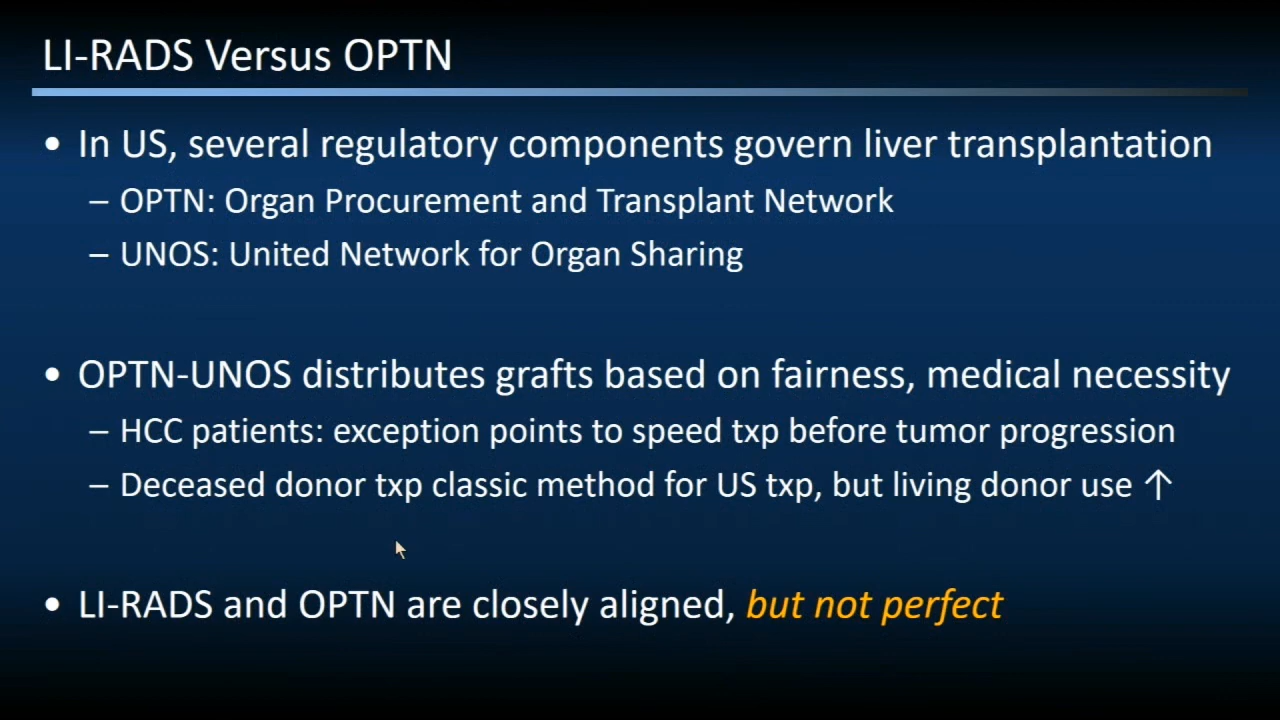 LI-RADS Versus OPTN
• In US, several regulatory components govern liver transplantation
– OPTN: Organ Procurement and Transplant Network
– UNOS: United Network for Organ Sharing
• OPTN-UNOS distributes grafts based on fairness, medical necessity
– HCC patients: exception points to speed txp before tumor progression
– Deceased donor txp classic method for US txp, but living donor use ↑
• LI-RADS and OPTN are closely aligned, but not perfect